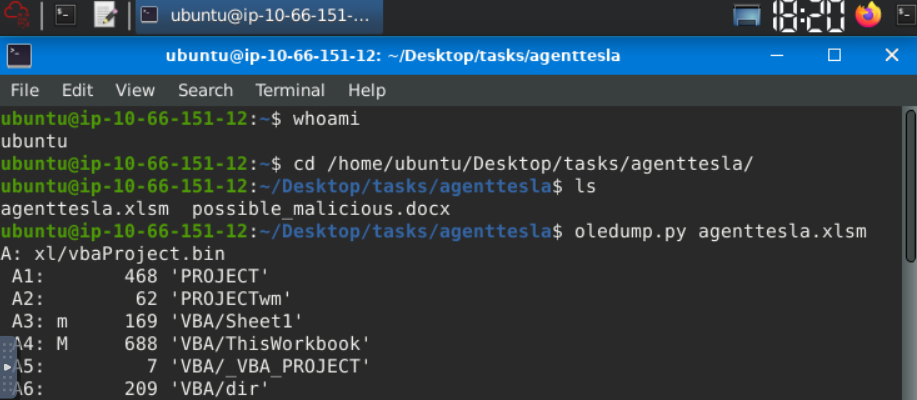 ubuntu@ip-10-66-151-...
18:20
ubuntu@ip-10-66-151-12: ~/Desktop/tasks/agenttesla
File Edit View Search Terminal Help
ubuntu@ip-10-66-151-12:~$ whoami
ubuntu
ubuntu@ip-10-66-151-12:~$ cd /home/ubuntu/Desktop/tasks/agenttesla/
ubuntu@ip-10-66-151-12:~/Desktop/tasks/agenttesla$ ls
agenttesla.xlsm  possible_malicious.docx
ubuntu@ip-10-66-151-12:~/Desktop/tasks/agenttesla$ oledump.py agenttesla.xlsm
A: xl/vbaProject.bin
 A1:       468 'PROJECT'
 A2:        62 'PROJECTwm'
 A3: m     169 'VBA/Sheet1'
 A4: M     688 'VBA/ThisWorkbook'
 A5:         7 'VBA/_VBA_PROJECT'
 A6:       209 'VBA/dir'